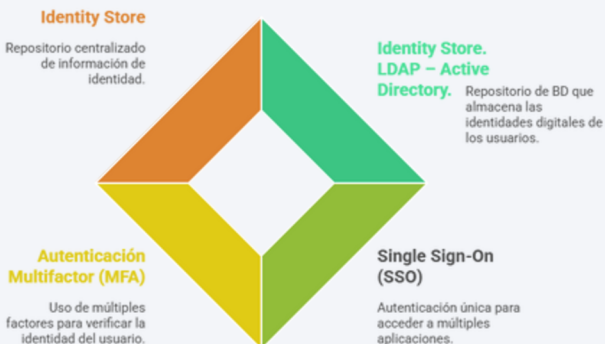 Identity Store
Repositorio centralizado
de información de
identidad.
Identity Store.
LDAP – Active
Directory.
Repositorio de BD que
almacena las
identidades digitales de
los usuarios.
Autenticación
Multifactor (MFA)
Uso de múltiples
factores para verificar la
identidad del usuario.
Single Sign-On
(SSO)
Autenticación única para
acceder a múltiples
aplicaciones.